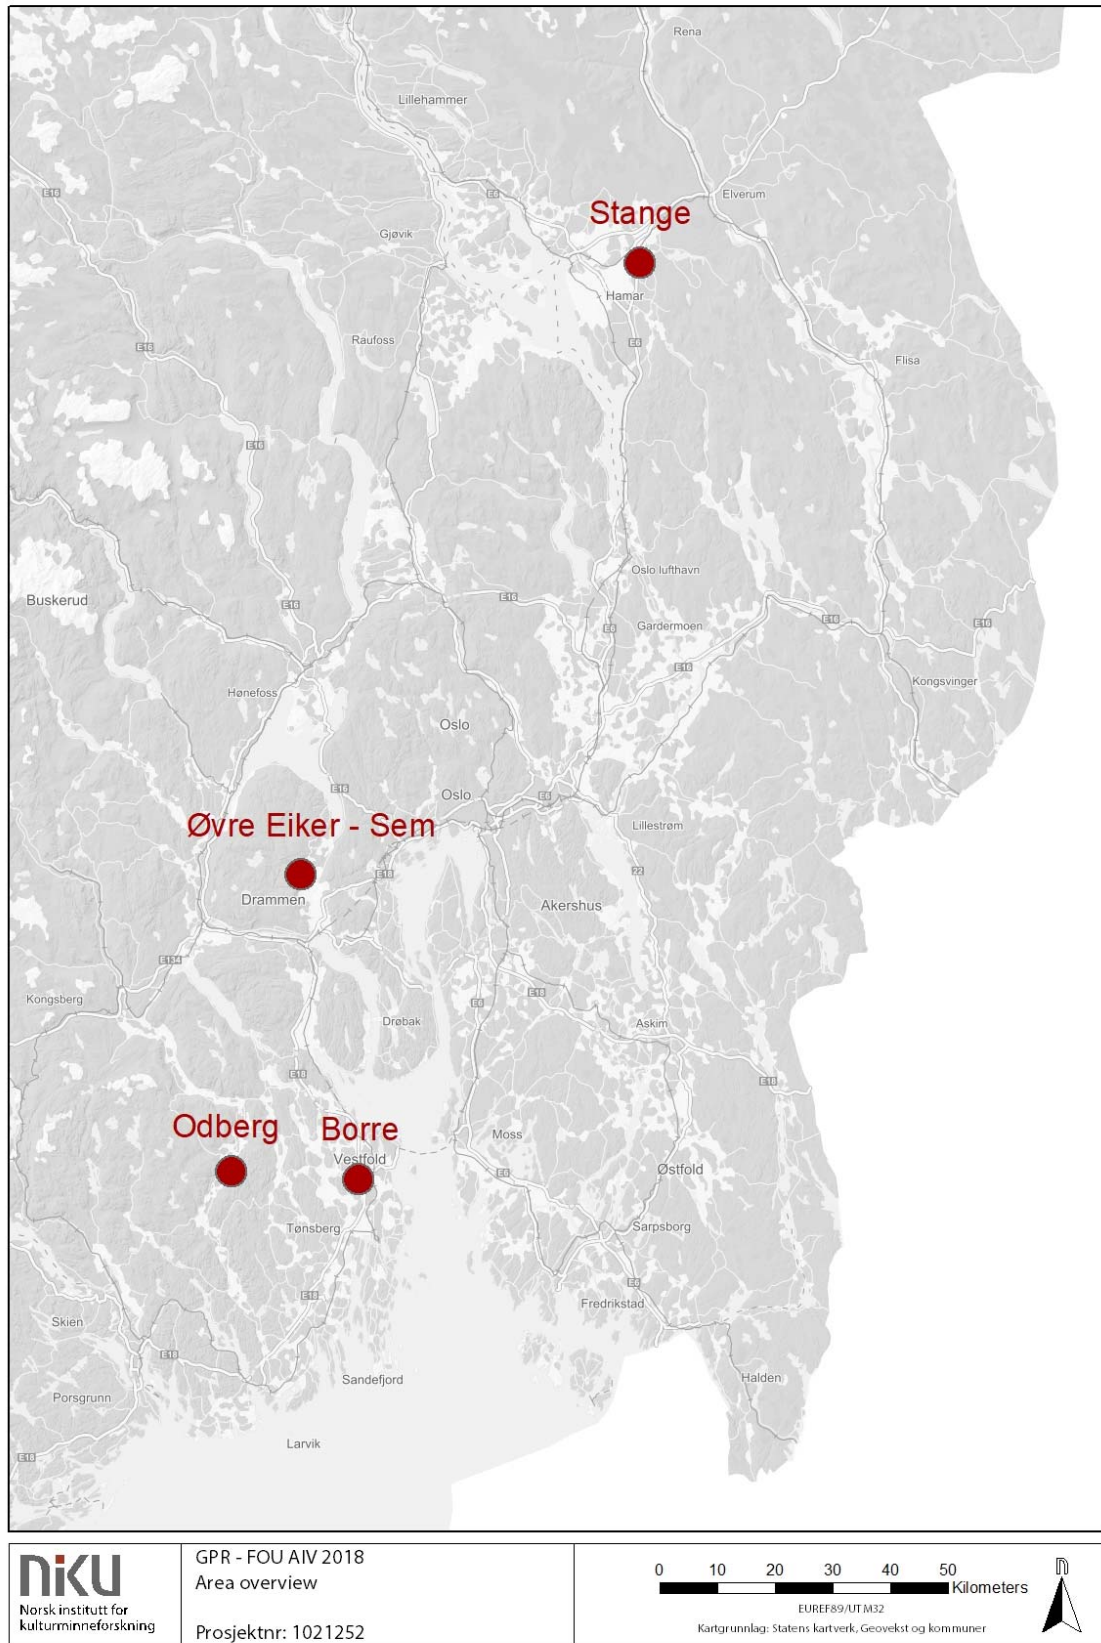 Rena
Lillehammer
E16
E6
Elverum
Stange
Gjøvik
Hamar
Raufoss
E6
E16
Flisa
E16
Oslo lufthavn
Buskerud
E16
E16
Gardermoen
E6
E16
E16
E16
Kongsvinger
Hønefoss
Oslo
E16
Oslo
E6
Øvre Eiker - Sem
Lillestrøm
E18
22
Drammen
Akershus
E134
Kongsberg
E6
E18
Drøbak
Askim
E18
E18
Odberg
Borre
Moss
Vestfold
E6
Østfold
Tønsberg
Sarpsborg
E6
E18
Fredrikstad
Skien
E18
Sandefjord
Halden
Porsgrunn
Larvik
E18
niku
Norsk institutt for
kulturminneforskning
GPR - FOU AIV 2018
Area overview
Prosjektnr: 1021252
0 10 20 30 40 50
Kilometers
EUREF89/UTM32
Kartgrunnlag: Statens kartverk, Geovekst og kommuner
n